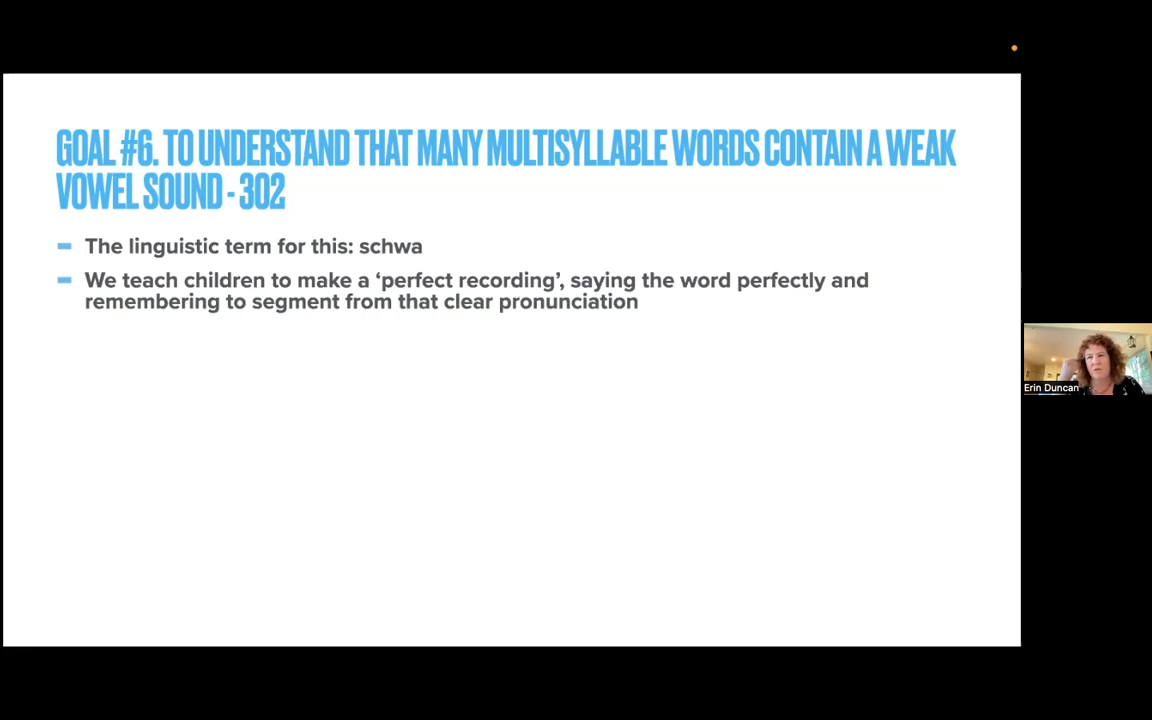 GOAL #6. TO UNDERSTAND THAT MANY MULTISYLLABLE WORDS CONTAIN A WEAK
VOWEL SOUND - 302
The linguistic term for this: schwa
We teach children to make a ‘perfect recording’, saying the word perfectly and
remembering to segment from that clear pronunciation
Erin Duncan